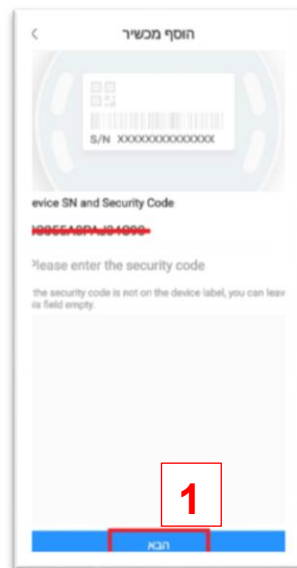 הוסף מכשיר
S/N XXXXXXXXXXXXXX
evice SN and Security Code
Please enter the security code
the security code is not on the device label, you can leav
is field empty.
1
הבא